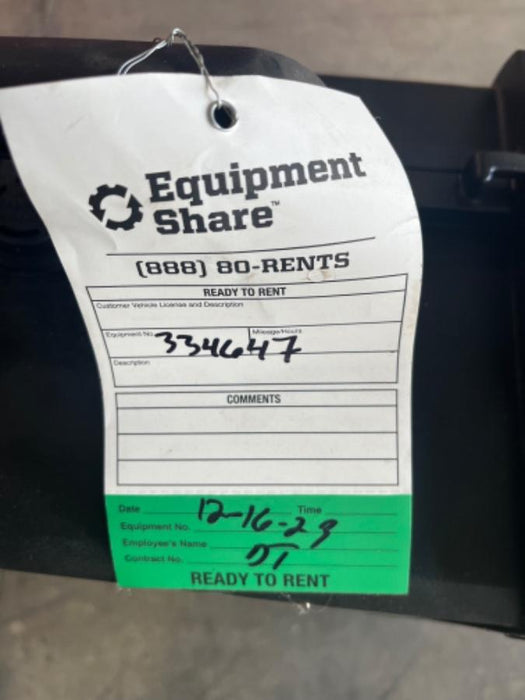 Equipment
Share™
(888) 80-RENTS
READY TO RENT
Customer Vehicle License and Description
Equipment No. 334647 Mileage/Hours
Description
COMMENTS
Date 12-16-23 Time
Equipment No.
Employee's Name DT
Contract No.
READY TO RENT